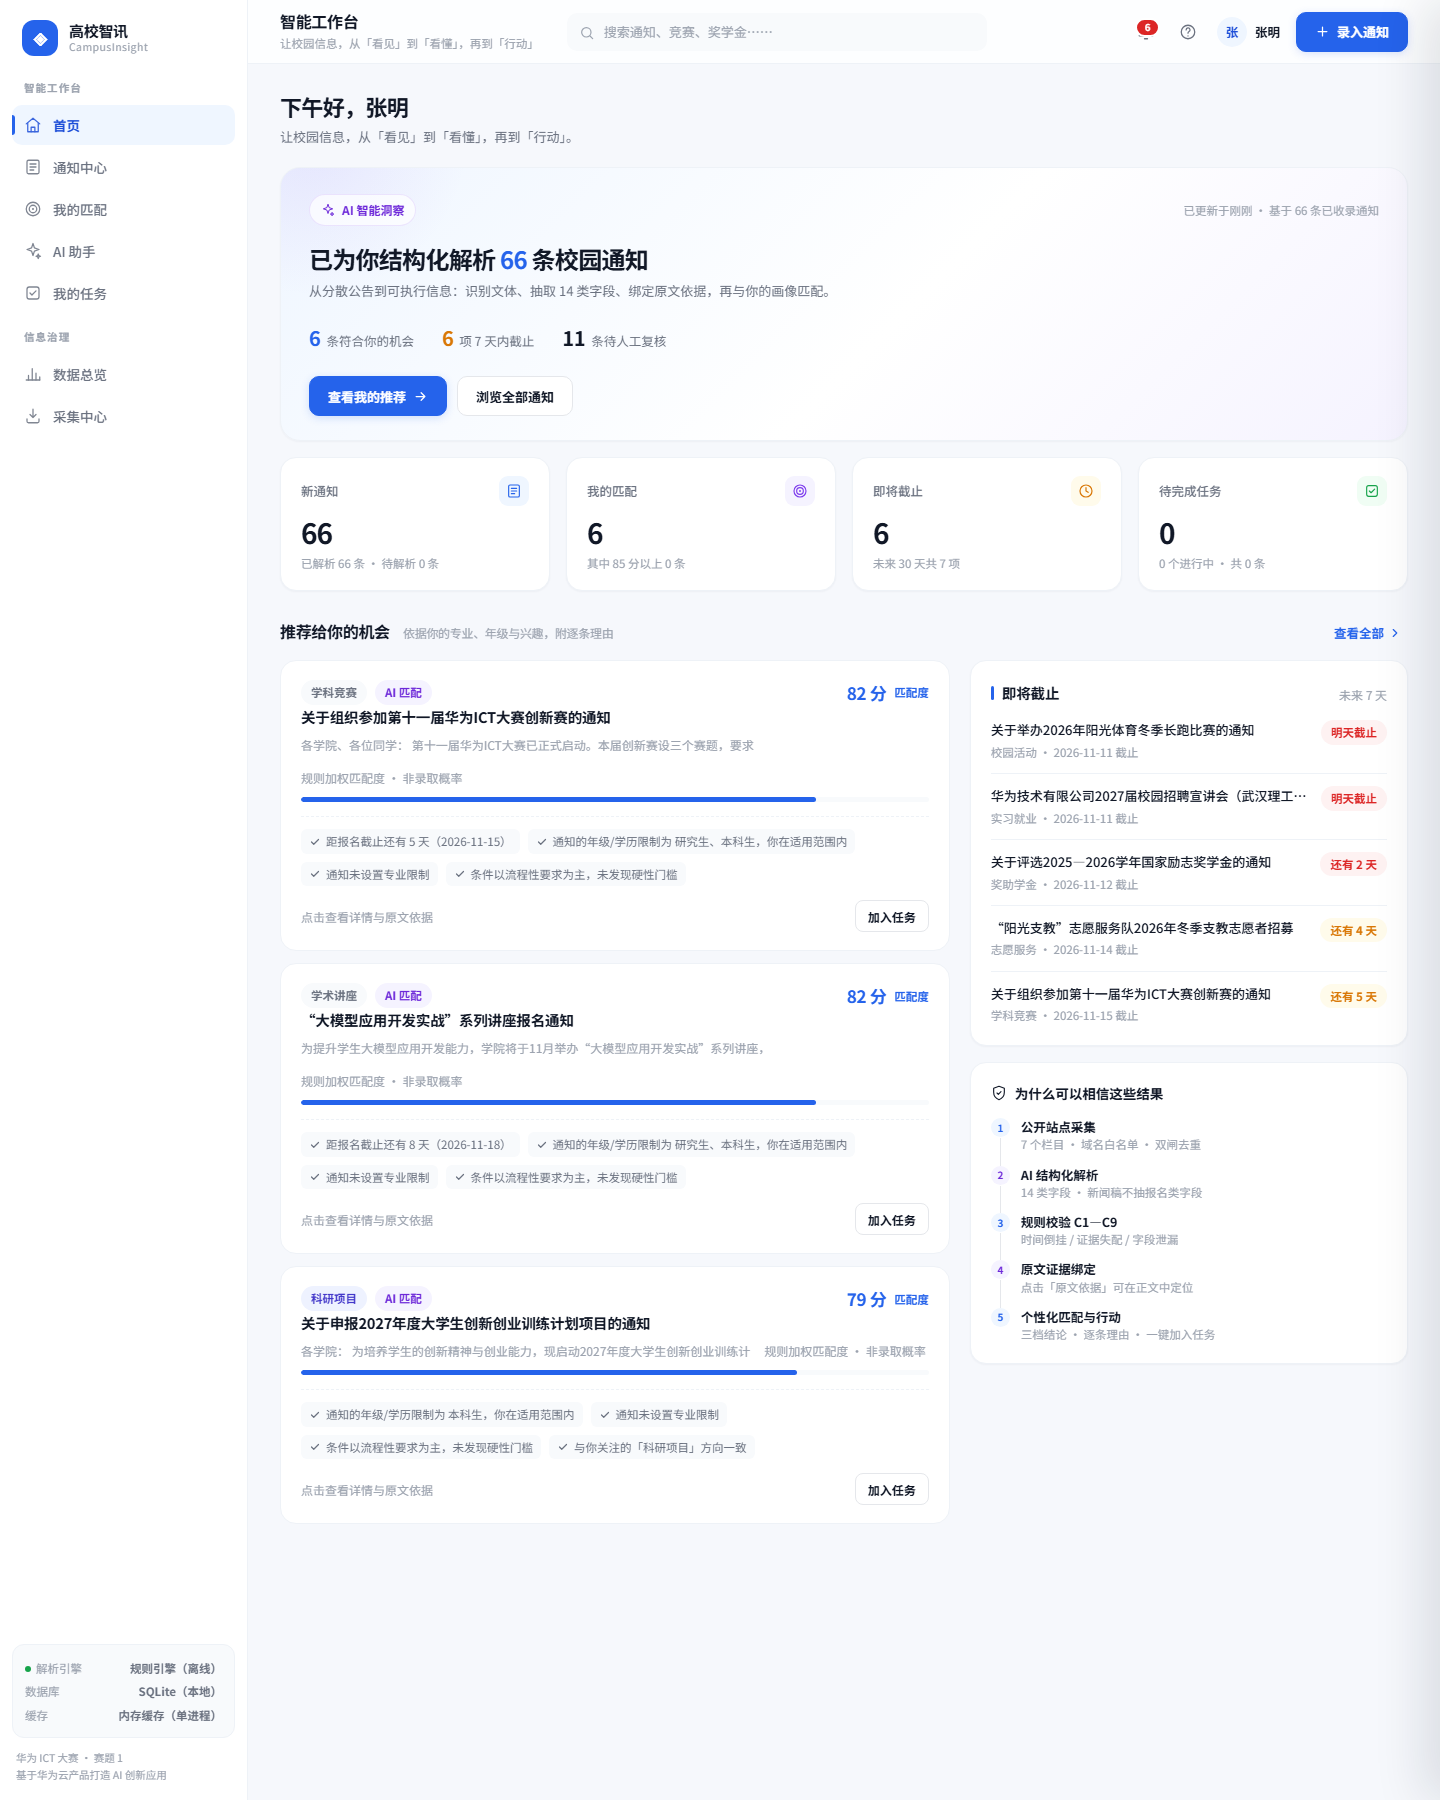 高校智讯
CampusInsight
智能工作台
首页
通知中心
我的匹配
AI 助手
我的任务
信息治理
数据总览
采集中心
解析引擎 规则引擎（离线）
数据库 SQLite（本地）
缓存 内存缓存（单进程）
华为 ICT 大赛 · 赛题 1
基于华为云产品打造 AI 创新应用
智能工作台
让校园信息，从「看见」到「看懂」，再到「行动」
搜索通知、竞赛、奖学金……
6
张 张明
录入通知
下午好，张明
让校园信息，从「看见」到「看懂」，再到「行动」。
AI 智能洞察
已更新于刚刚 · 基于 66 条已收录通知
已为你结构化解析 66 条校园通知
从分散公告到可执行信息：识别文体、抽取 14 类字段、绑定原文依据，再与你的画像匹配。
6 条符合你的机会 6 项 7 天内截止 11 条待人工复核
查看我的推荐 浏览全部通知
新通知
66
已解析 66 条 · 待解析 0 条
我的匹配
6
其中 85 分以上 0 条
即将截止
6
未来 30 天共 7 项
待完成任务
0
0 个进行中 · 共 0 条
推荐给你的机会 依据你的专业、年级与兴趣，附逐条理由
查看全部
学科竞赛 AI 匹配 82 分 匹配度
关于组织参加第十一届华为ICT大赛创新赛的通知
各学院、各位同学： 第十一届华为ICT大赛已正式启动。本届创新赛设三个赛题，要求
规则加权匹配度 · 非录取概率
距报名截止还有 5 天（2026-11-15） 通知的年级/学历限制为 研究生、本科生，你在适用范围内
通知未设置专业限制 条件以流程性要求为主，未发现硬性门槛
点击查看详情与原文依据 加入任务
学术讲座 AI 匹配 82 分 匹配度
“大模型应用开发实战”系列讲座报名通知
为提升学生大模型应用开发能力，学院将于11月举办“大模型应用开发实战”系列讲座，
规则加权匹配度 · 非录取概率
距报名截止还有 8 天（2026-11-18） 通知的年级/学历限制为 研究生、本科生，你在适用范围内
通知未设置专业限制 条件以流程性要求为主，未发现硬性门槛
点击查看详情与原文依据 加入任务
科研项目 AI 匹配 79 分 匹配度
关于申报2027年度大学生创新创业训练计划项目的通知
各学院： 为培养学生的创新精神与创业能力，现启动2027年度大学生创新创业训练计 规则加权匹配度 · 非录取概率
通知的年级/学历限制为 本科生，你在适用范围内 通知未设置专业限制
条件以流程性要求为主，未发现硬性门槛 与你关注的「科研项目」方向一致
点击查看详情与原文依据 加入任务
即将截止 未来 7 天
关于举办2026年阳光体育冬季长跑比赛的通知 明天截止
校园活动 · 2026-11-11 截止
华为技术有限公司2027届校园招聘宣讲会（武汉理工… 明天截止
实习就业 · 2026-11-11 截止
关于评选2025—2026学年国家励志奖学金的通知 还有 2 天
奖助学金 · 2026-11-12 截止
“阳光支教”志愿服务队2026年冬季支教志愿者招募 还有 4 天
志愿服务 · 2026-11-14 截止
关于组织参加第十一届华为ICT大赛创新赛的通知 还有 5 天
学科竞赛 · 2026-11-15 截止
为什么可以相信这些结果
1 公开站点采集
7 个栏目 · 域名白名单 · 双闸去重
2 AI 结构化解析
14 类字段 · 新闻稿不抽报名类字段
3 规则校验 C1—C9
时间倒挂 / 证据失配 / 字段泄漏
4 原文证据绑定
点击「原文依据」可在正文中定位
5 个性化匹配与行动
三档结论 · 逐条理由 · 一键加入任务